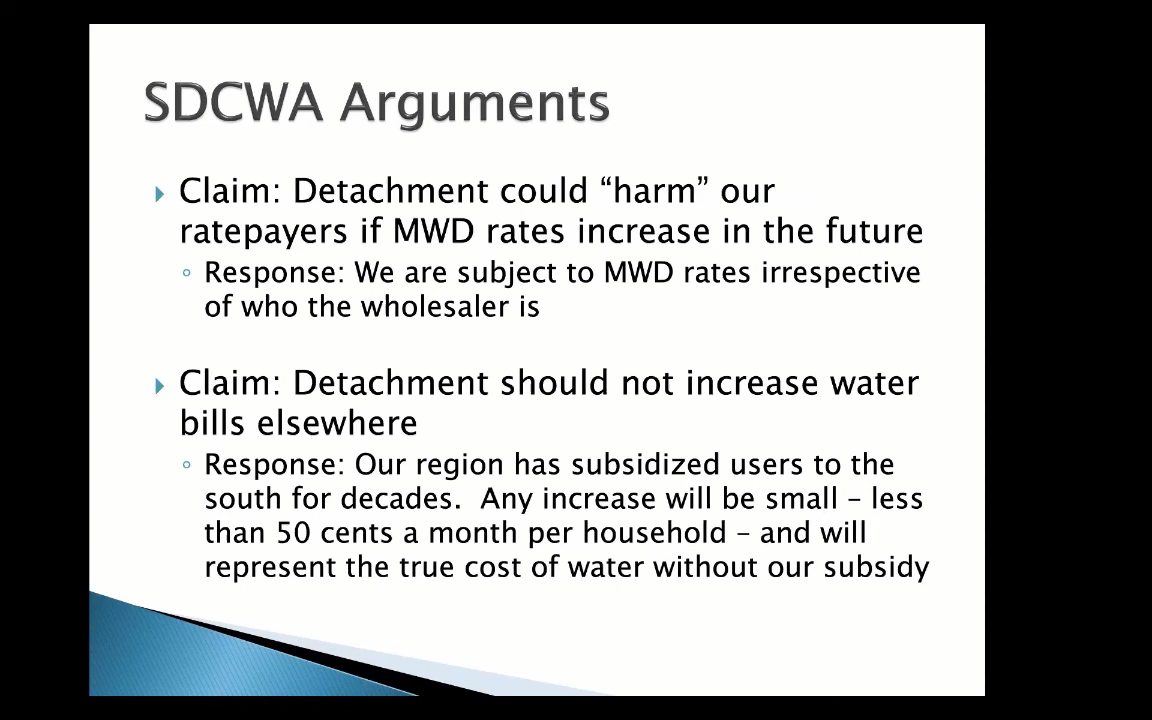 SDCWA Arguments
Claim: Detachment could “harm” our
ratepayers if MWD rates increase in the future
Response: We are subject to MWD rates irrespective
of who the wholesaler is
Claim: Detachment should not increase water
bills elsewhere
Response: Our region has subsidized users to the
south for decades.  Any increase will be small – less
than 50 cents a month per household – and will
represent the true cost of water without our subsidy